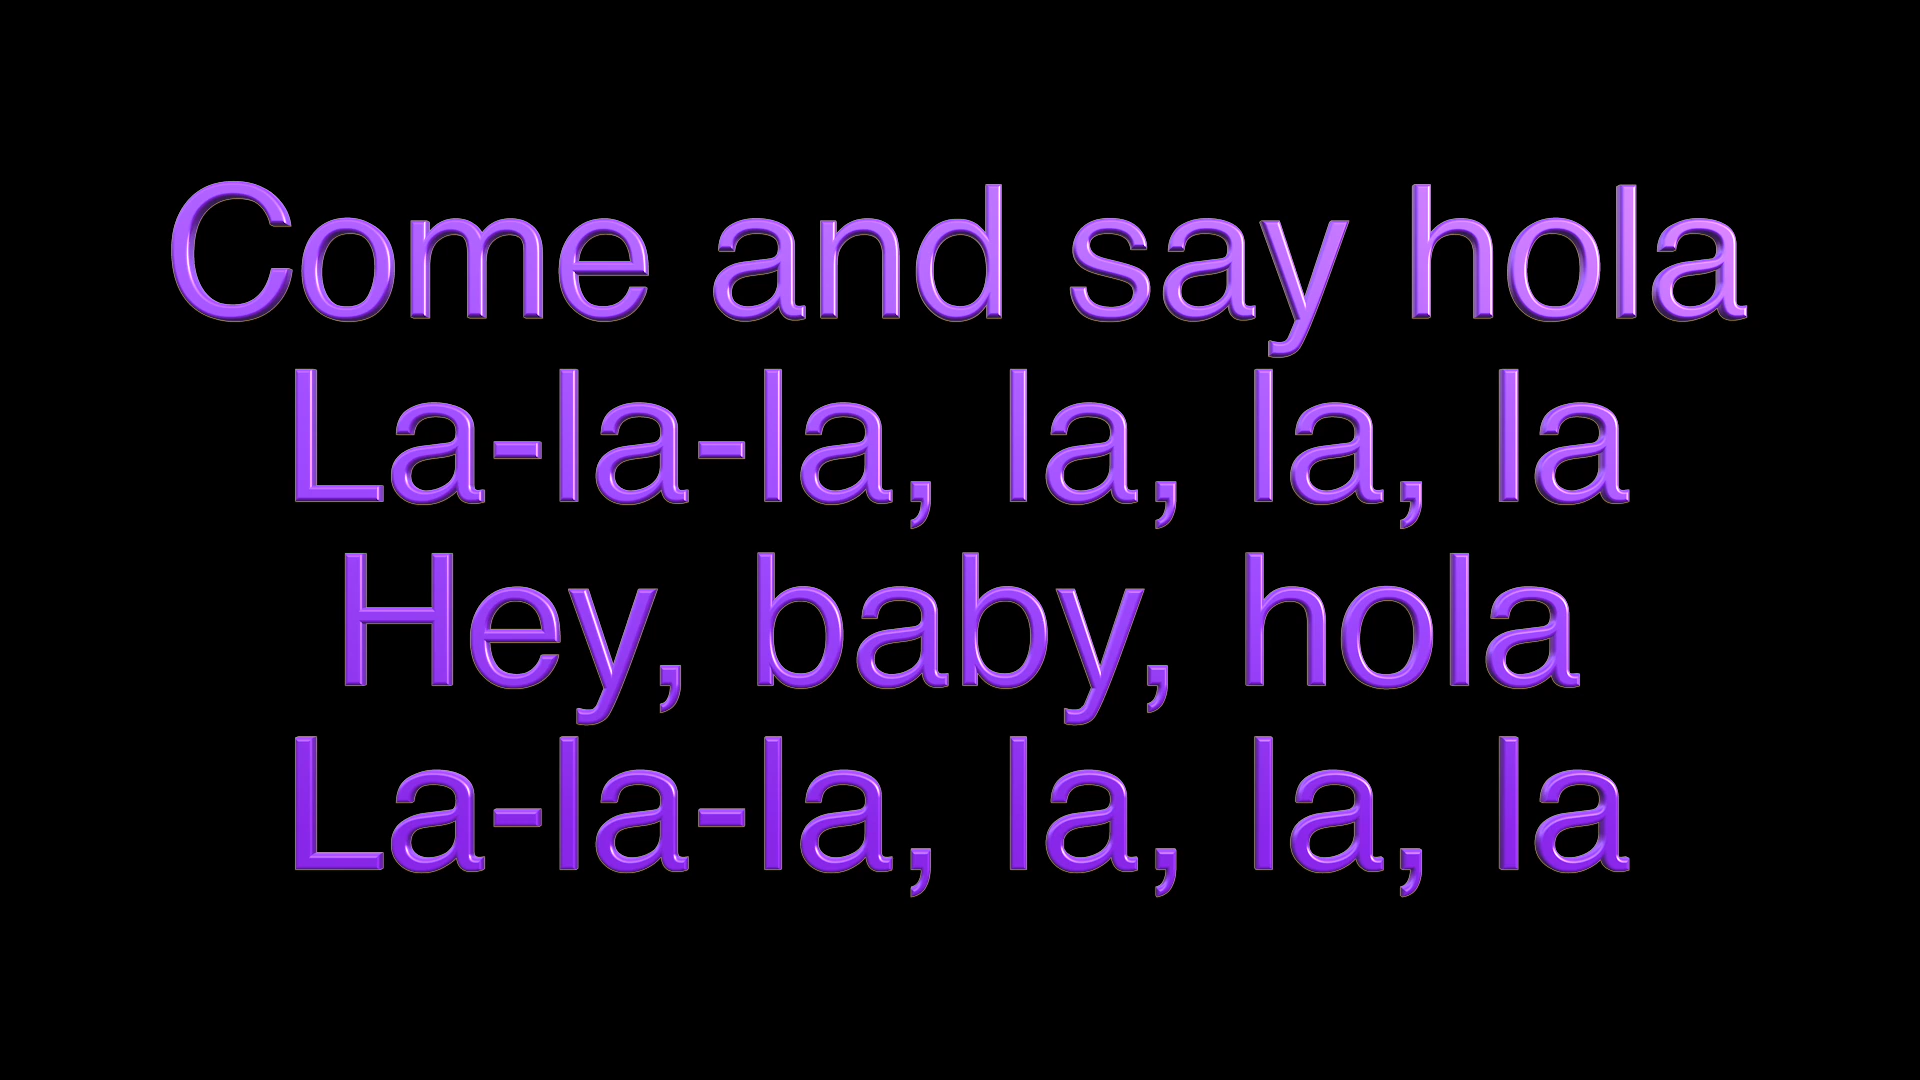 Come and say hola
La-la-la, la, la, la
Hey, baby, hola
La-la-la, la, la, la